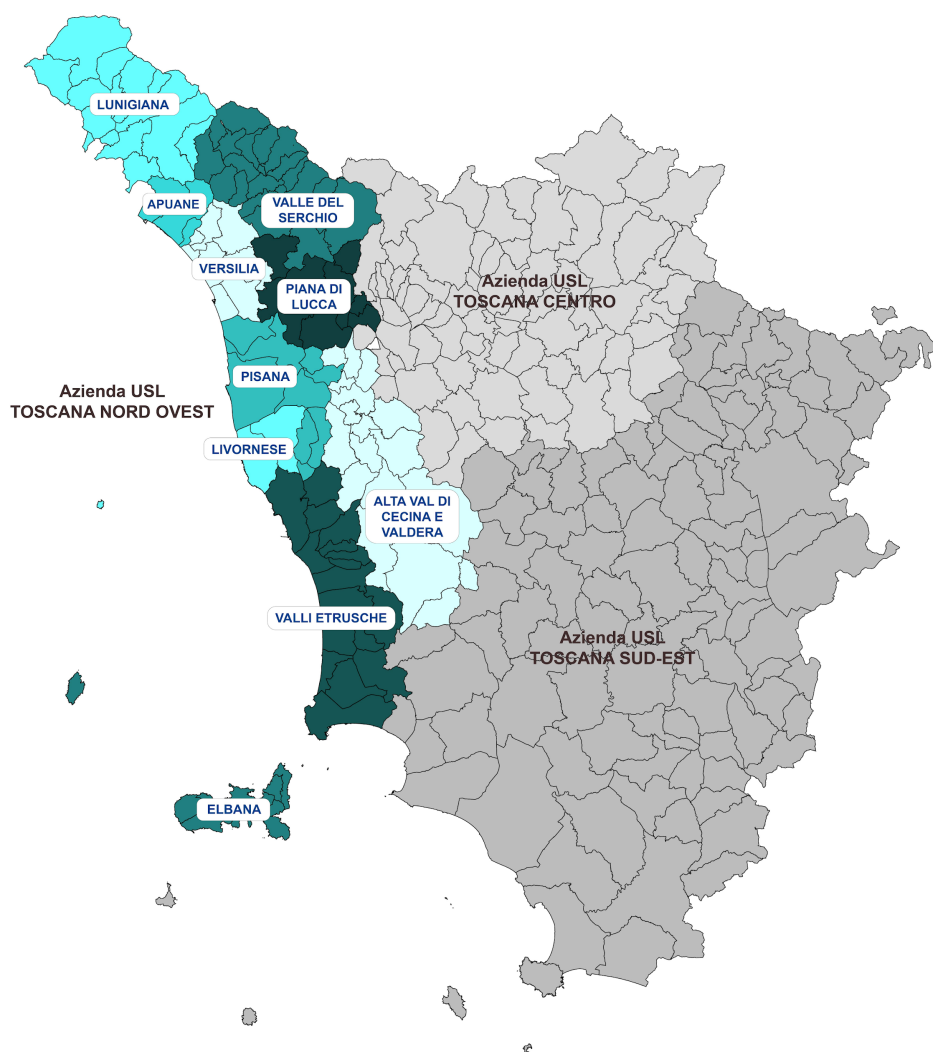 LUNIGIANA
APUANE
VALLE DEL
SERCHIO
VERSILIA
PIANA DI
LUCCA
Azienda USL
TOSCANA CENTRO
PISANA
Azienda USL
TOSCANA NORD OVEST
LIVORNESE
ALTA VAL DI
CECINA E
VALDERA
VALLI ETRUSCHE
Azienda USL
TOSCANA SUD-EST
ELBANA